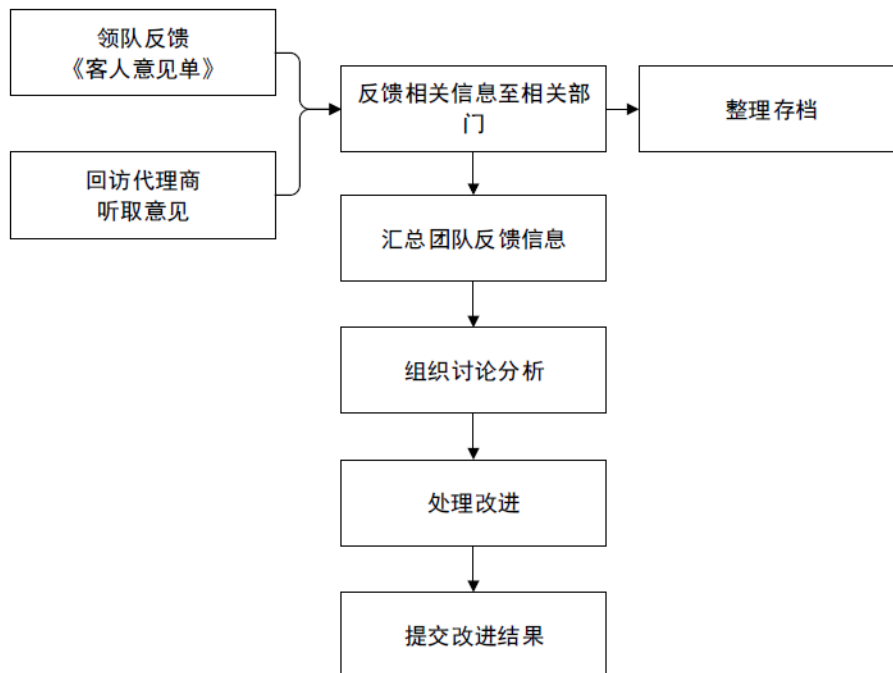 领队反馈
《客人意见单》
回访代理商
听取意见
反馈相关信息至相关部
门
整理存档
汇总团队反馈信息
组织讨论分析
处理改进
提交改进结果